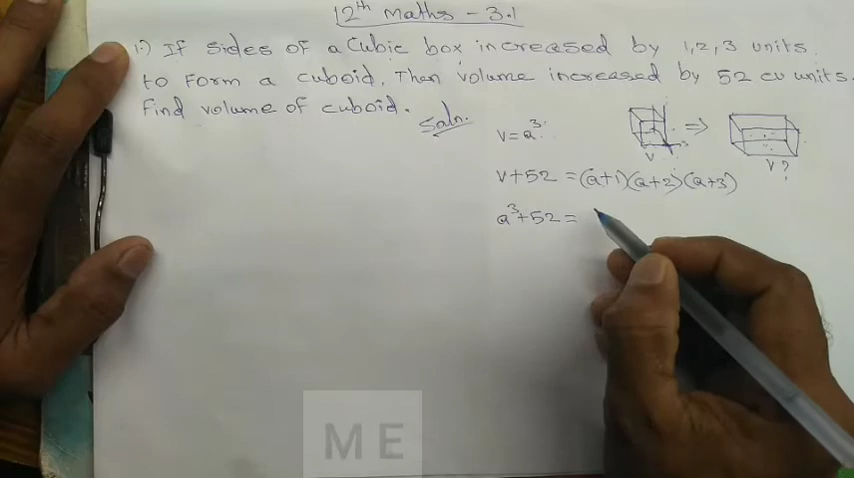 12th Maths - 3.1
1.) If sides of a cubic box increased by 1, 2, 3 units
to form a cuboid. Then volume increased by 52 cu units.
Find volume of cuboid.
Soln.
V = a³
V
⇒
V?
V + 52 = (a+1)(a+2)(a+3)
a³ + 52 =
ME